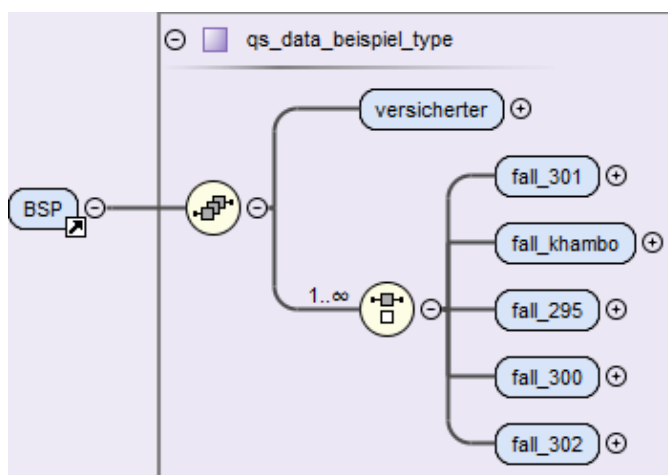 qs_data_beispiel_type
versicherter
fall_301
BSP
fall_khambo
1..∞
fall_295
fall_300
fall_302